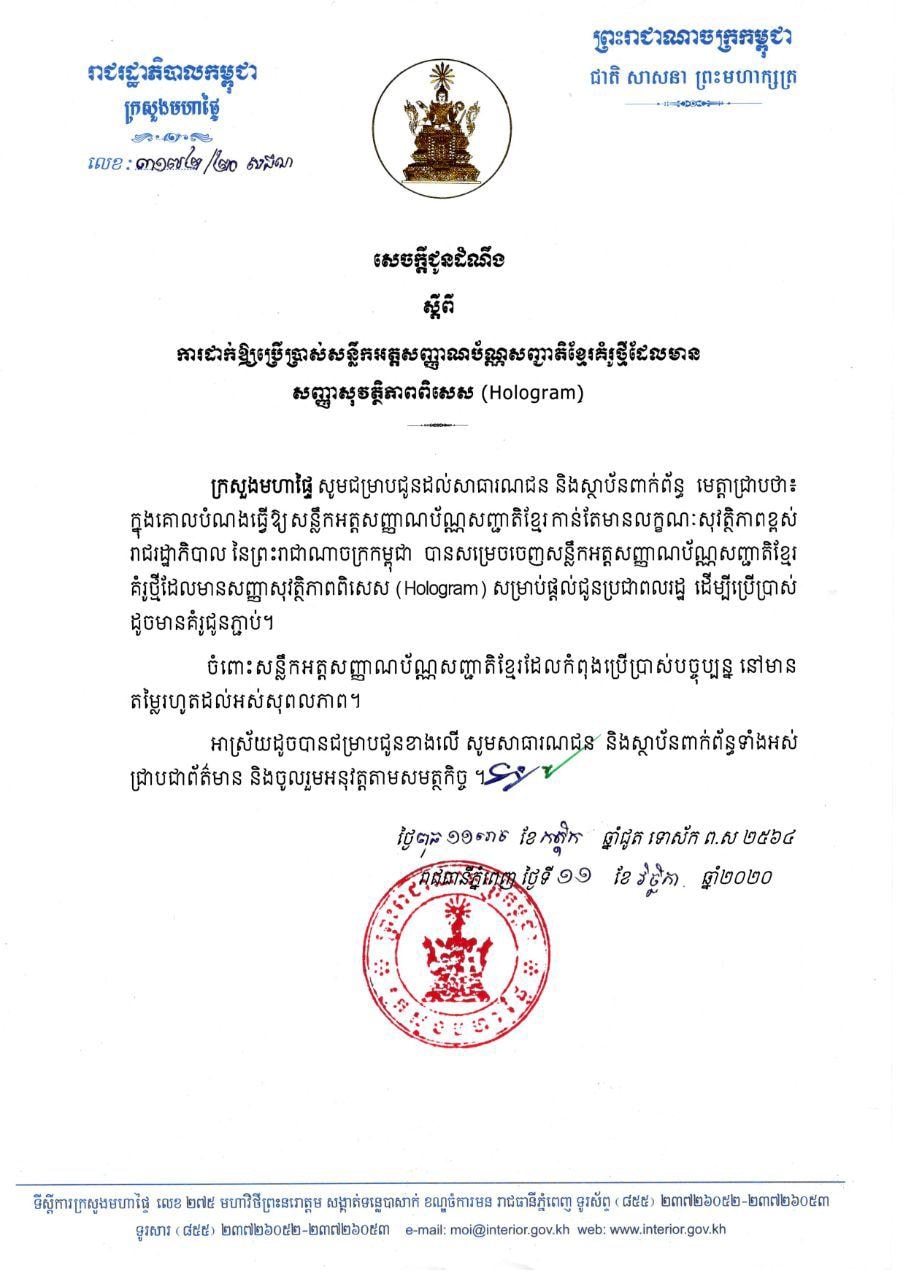 ព្រះរាជាណាចក្រកម្ពុជា
ជាតិ សាសនា ព្រះមហាក្សត្រ
រាជរដ្ឋាភិបាលកម្ពុជា
ក្រសួងមហាផ្ទៃ
លេខ : ៣១៧៤/២០ សជណ
សេចក្តីជូនដំណឹង
ស្តីពី
ការដាក់ឱ្យប្រើប្រាស់សន្លឹកអត្តសញ្ញាណប័ណ្ណសញ្ជាតិខ្មែរគំរូថ្មីដែលមាន
សញ្ញាសុវត្ថិភាពពិសេស (Hologram)
ក្រសួងមហាផ្ទៃ សូមជម្រាបជូនដល់សាធារណជន និងស្ថាប័នពាក់ព័ន្ធ មេត្តាជ្រាបថា៖
ក្នុងគោលបំណងធ្វើឱ្យ សន្លឹកអត្តសញ្ញាណប័ណ្ណសញ្ជាតិខ្មែរ កាន់តែមានលក្ខណៈសុវត្ថិភាពខ្ពស់
រាជរដ្ឋាភិបាល នៃព្រះរាជាណាចក្រកម្ពុជា បានសម្រេចចេញសន្លឹកអត្តសញ្ញាណប័ណ្ណសញ្ជាតិខ្មែរ
គំរូថ្មីដែលមានសញ្ញាសុវត្ថិភាពពិសេស (Hologram) សម្រាប់ផ្តល់ជូនប្រជាពលរដ្ឋ ដើម្បីប្រើប្រាស់
ដូចមានគំរូជូនភ្ជាប់។
ចំពោះសន្លឹកអត្តសញ្ញាណប័ណ្ណសញ្ជាតិខ្មែរដែលកំពុងប្រើប្រាស់បច្ចុប្បន្ន នៅមាន
តម្លៃរហូតដល់អស់សុពលភាព។
អាស្រ័យដូចបានជម្រាបជូនខាងលើ សូមសាធារណជន និងស្ថាប័នពាក់ព័ន្ធទាំងអស់
ជ្រាបជាព័ត៌មាន និងចូលរួមអនុវត្តតាមសមត្ថកិច្ច ។
ថ្ងៃពុធ ១១រោច ខែកត្តិក ឆ្នាំជូត ទោស័ក ព.ស ២៥៦៤
រាជធានីភ្នំពេញ ថ្ងៃទី ១១ ខែ វិច្ឆិកា ឆ្នាំ២០២០
ព្រះរាជាណាចក្រកម្ពុជា
ក្រសួងមហាផ្ទៃ
ទីស្តីការក្រសួងមហាផ្ទៃ លេខ ២៧៥ មហាវិថីព្រះនរោត្តម សង្កាត់ទន្លេបាសាក់ ខណ្ឌចំការមន រាជធានីភ្នំពេញ ទូរស័ព្ទ (៨៥៥) ២៣៧២៦០៥២-២៣៧២៦០៥៣
ទូរសារ (៨៥៥) ២៣៧២៦០៥២-២៣៧២៦០៥៣ e-mail: moi@interior.gov.kh web: www.interior.gov.kh